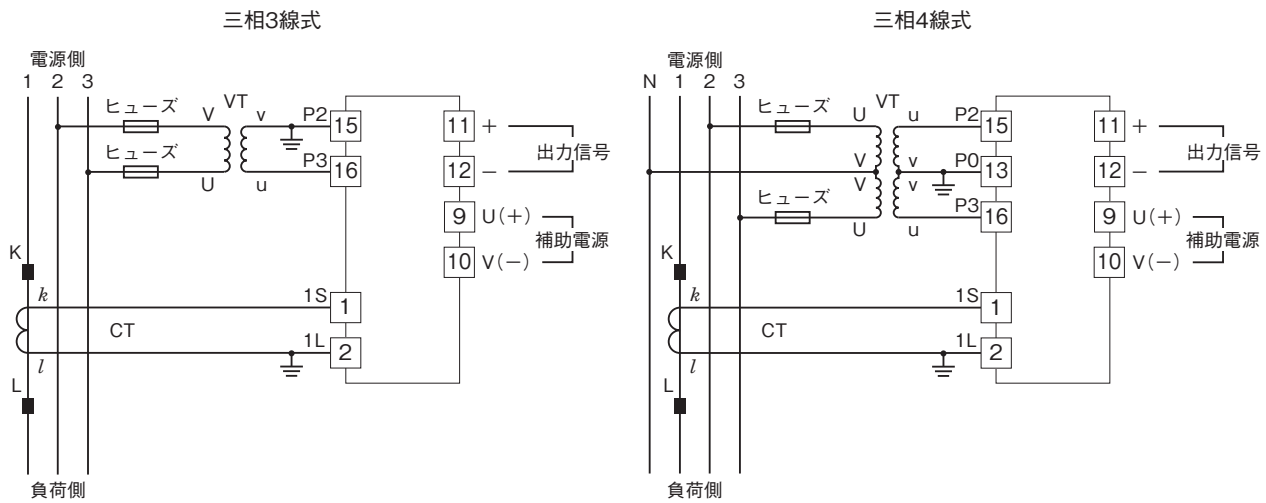 三相3線式
電源側
1 2 3
ヒューズ
V VT v P2 15
ヒューズ
U u P3 16
11 +
12 −
出力信号
9 U(+)
10 V(−)
補助電源
K
k
1S 1
CT
1L 2
l
L
負荷側
三相4線式
電源側
N 1 2 3
ヒューズ
U VT u P2 15
V v P0 13
V v
ヒューズ
U u P3 16
11 +
12 −
出力信号
9 U(+)
10 V(−)
補助電源
K
k
1S 1
CT
1L 2
l
L
負荷側